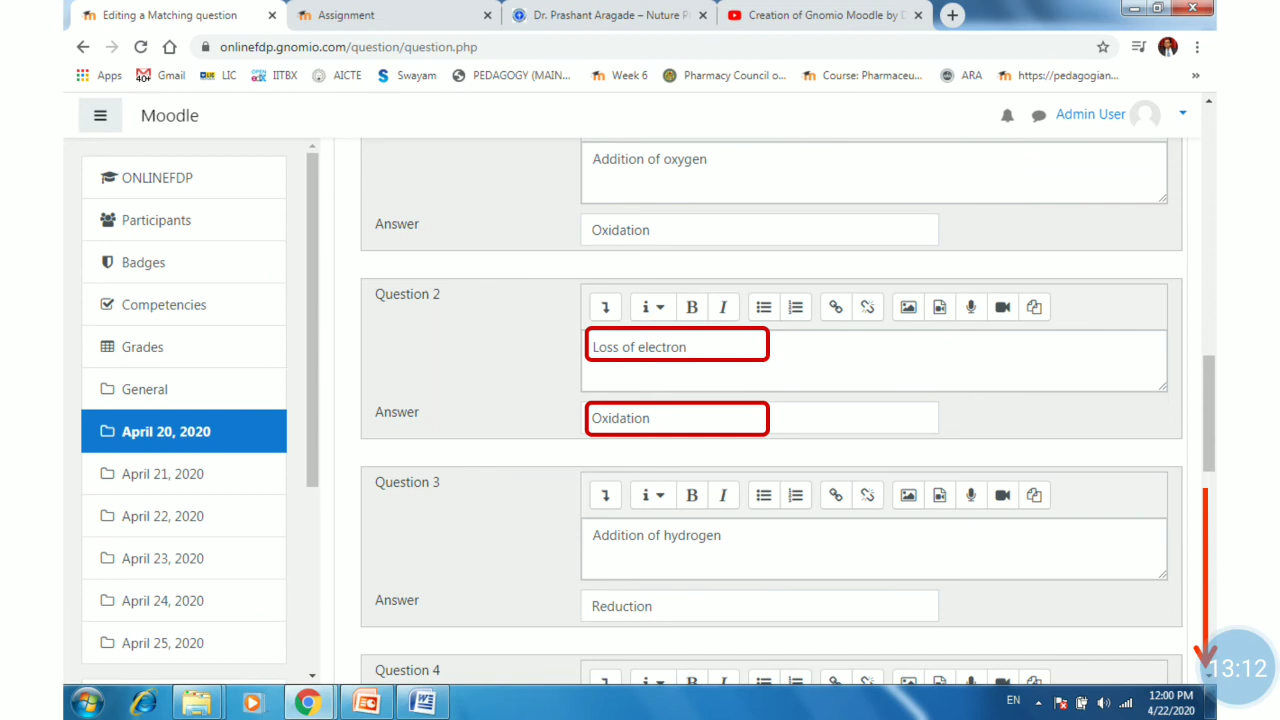 Editing a Matching question
Assignment
Dr. Prashant Aragade – Nuture P
Creation of Gnomio Moodle by D
onlinefdp.gnomio.com/question/question.php
Apps
40+
Gmail
LIC
IITBX
AICTE
Swayam
PEDAGOGY (MAIN...
Week 6
Pharmacy Council o...
Course: Pharmaceu...
ARA
https://pedagogian...
»
Moodle
Admin User
ONLINEFDP
Participants
Badges
Competencies
Grades
General
April 20, 2020
April 21, 2020
April 22, 2020
April 23, 2020
April 24, 2020
April 25, 2020
Addition of oxygen
Answer
Oxidation
Question 2
B I
Loss of electron
Answer
Oxidation
Question 3
B I
Addition of hydrogen
Answer
Reduction
Question 4
B I
13:12
EN
12:00 PM
4/22/2020